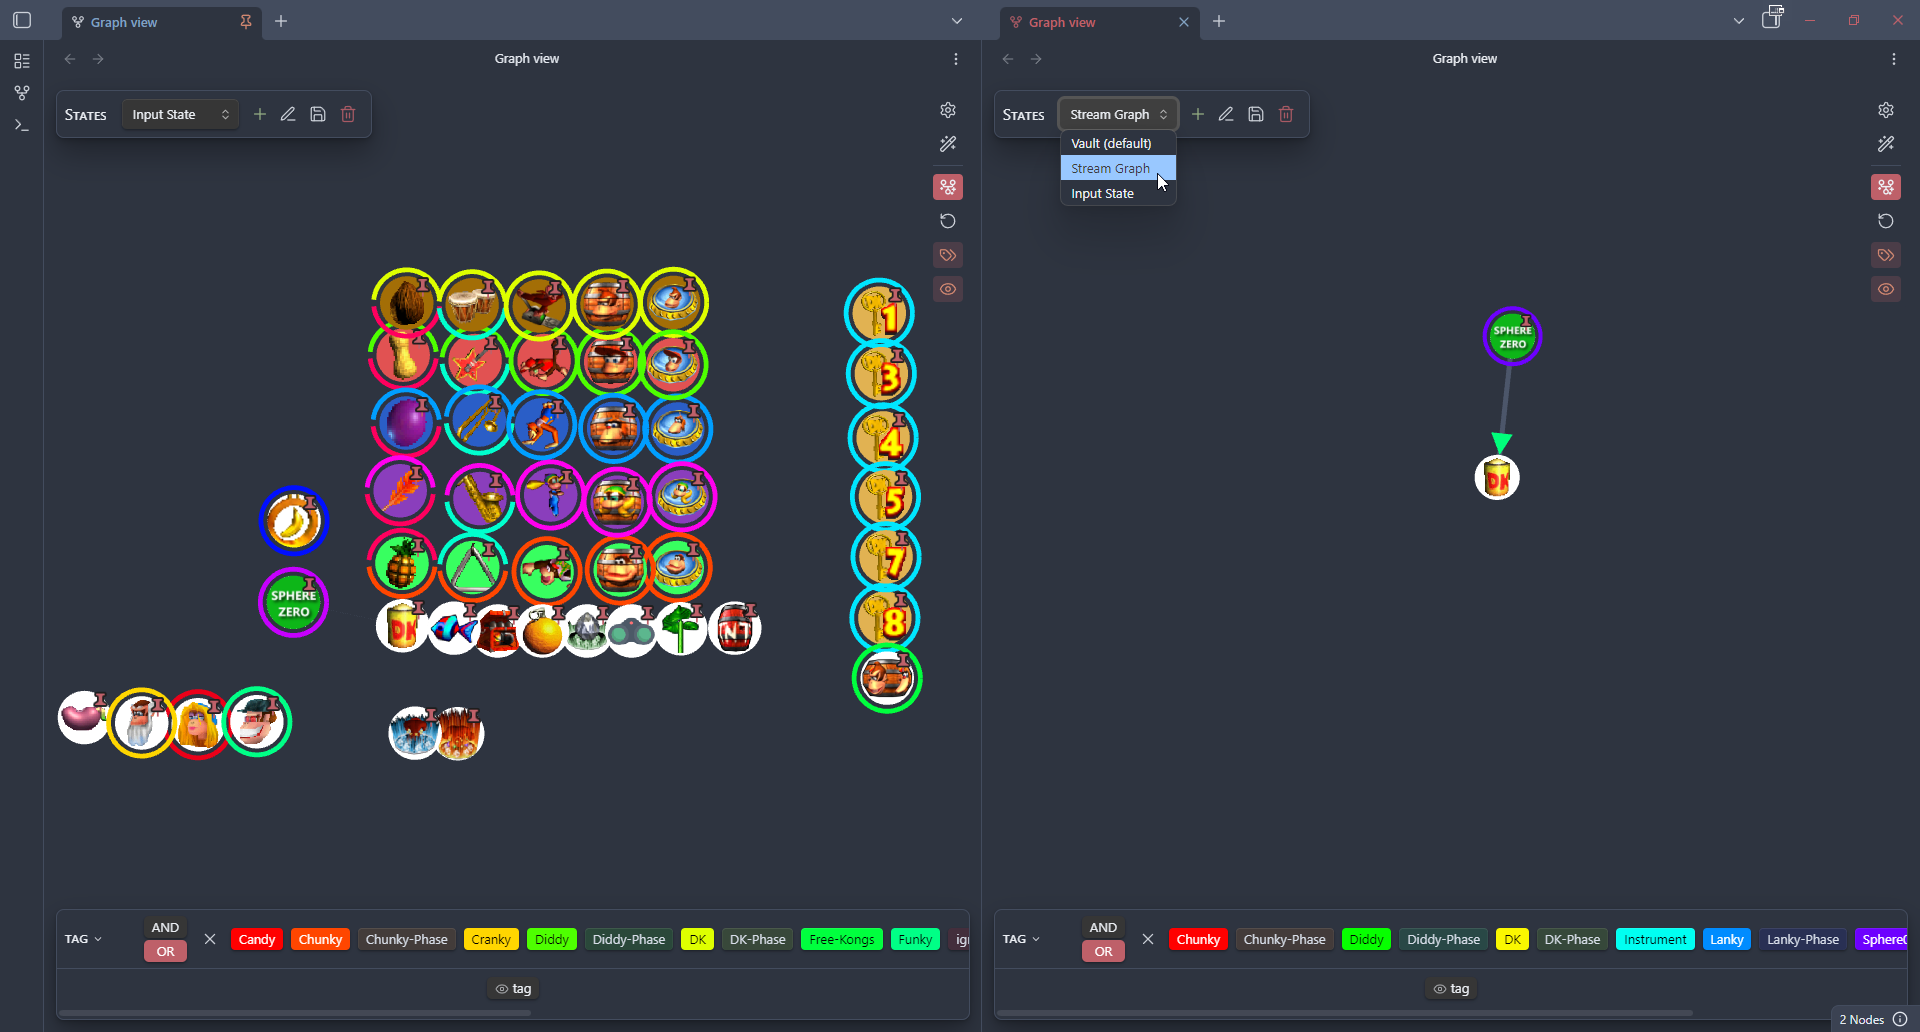 Graph view
Graph view
Graph view
Graph view
STATES
Input State
STATES
Stream Graph
Vault (default)
Stream Graph
Input State
1
3
4
5
7
8
SPHERE
ZERO
DK
TNT
SPHERE
ZERO
DK
TAG
AND
OR
Candy
Chunky
Chunky-Phase
Cranky
Diddy
Diddy-Phase
DK
DK-Phase
Free-Kongs
Funky
tag
TAG
AND
OR
Chunky
Chunky-Phase
Diddy
Diddy-Phase
DK
DK-Phase
Instrument
Lanky
Lanky-Phase
tag
2 Nodes